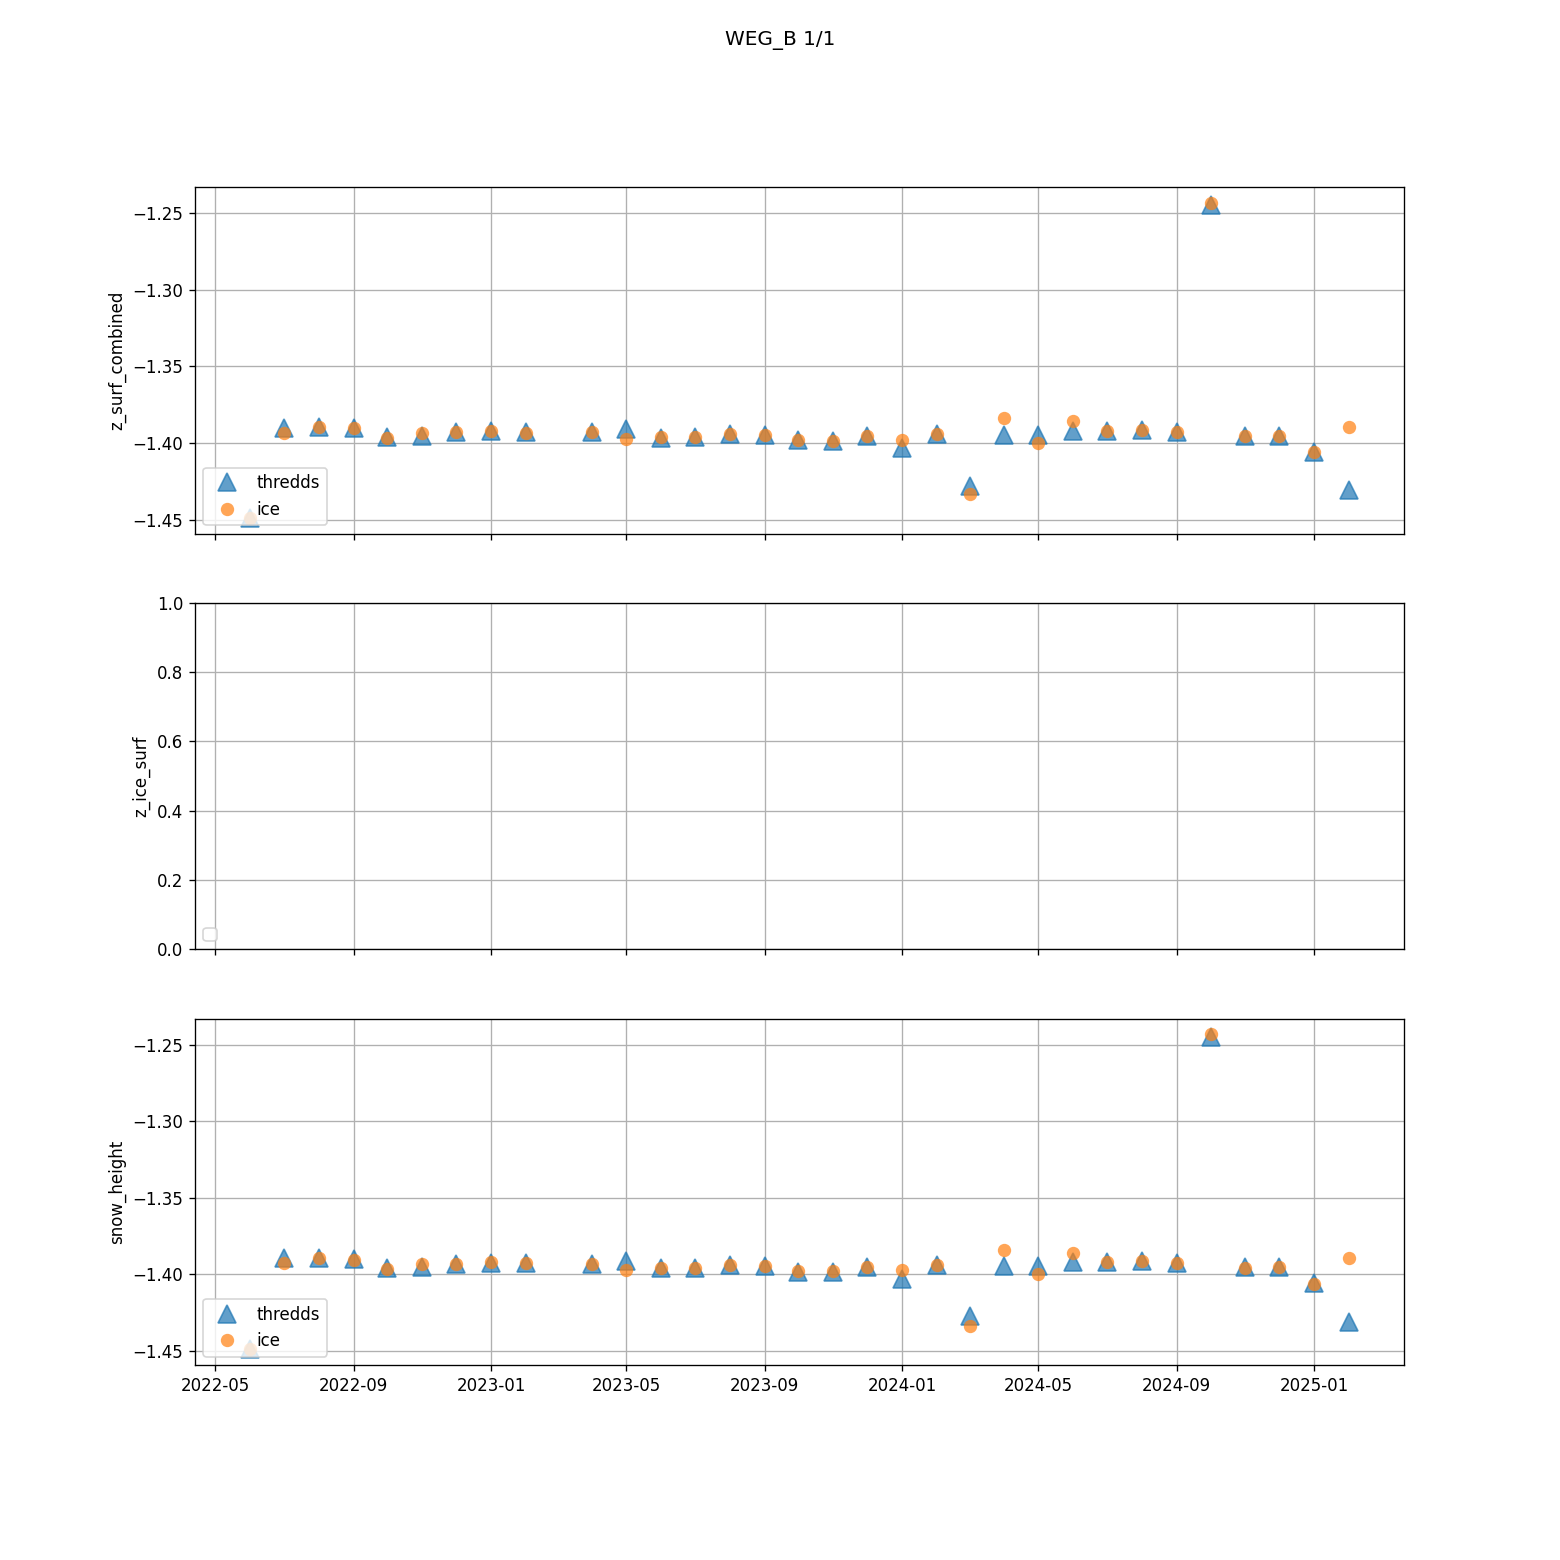 WEG_B 1/1
z_surf_combined
−1.25
−1.30
−1.35
−1.40
−1.45
thredds
ice
z_ice_surf
1.0
0.8
0.6
0.4
0.2
0.0
snow_height
−1.25
−1.30
−1.35
−1.40
−1.45
thredds
ice
2022-05 2022-09 2023-01 2023-05 2023-09 2024-01 2024-05 2024-09 2025-01